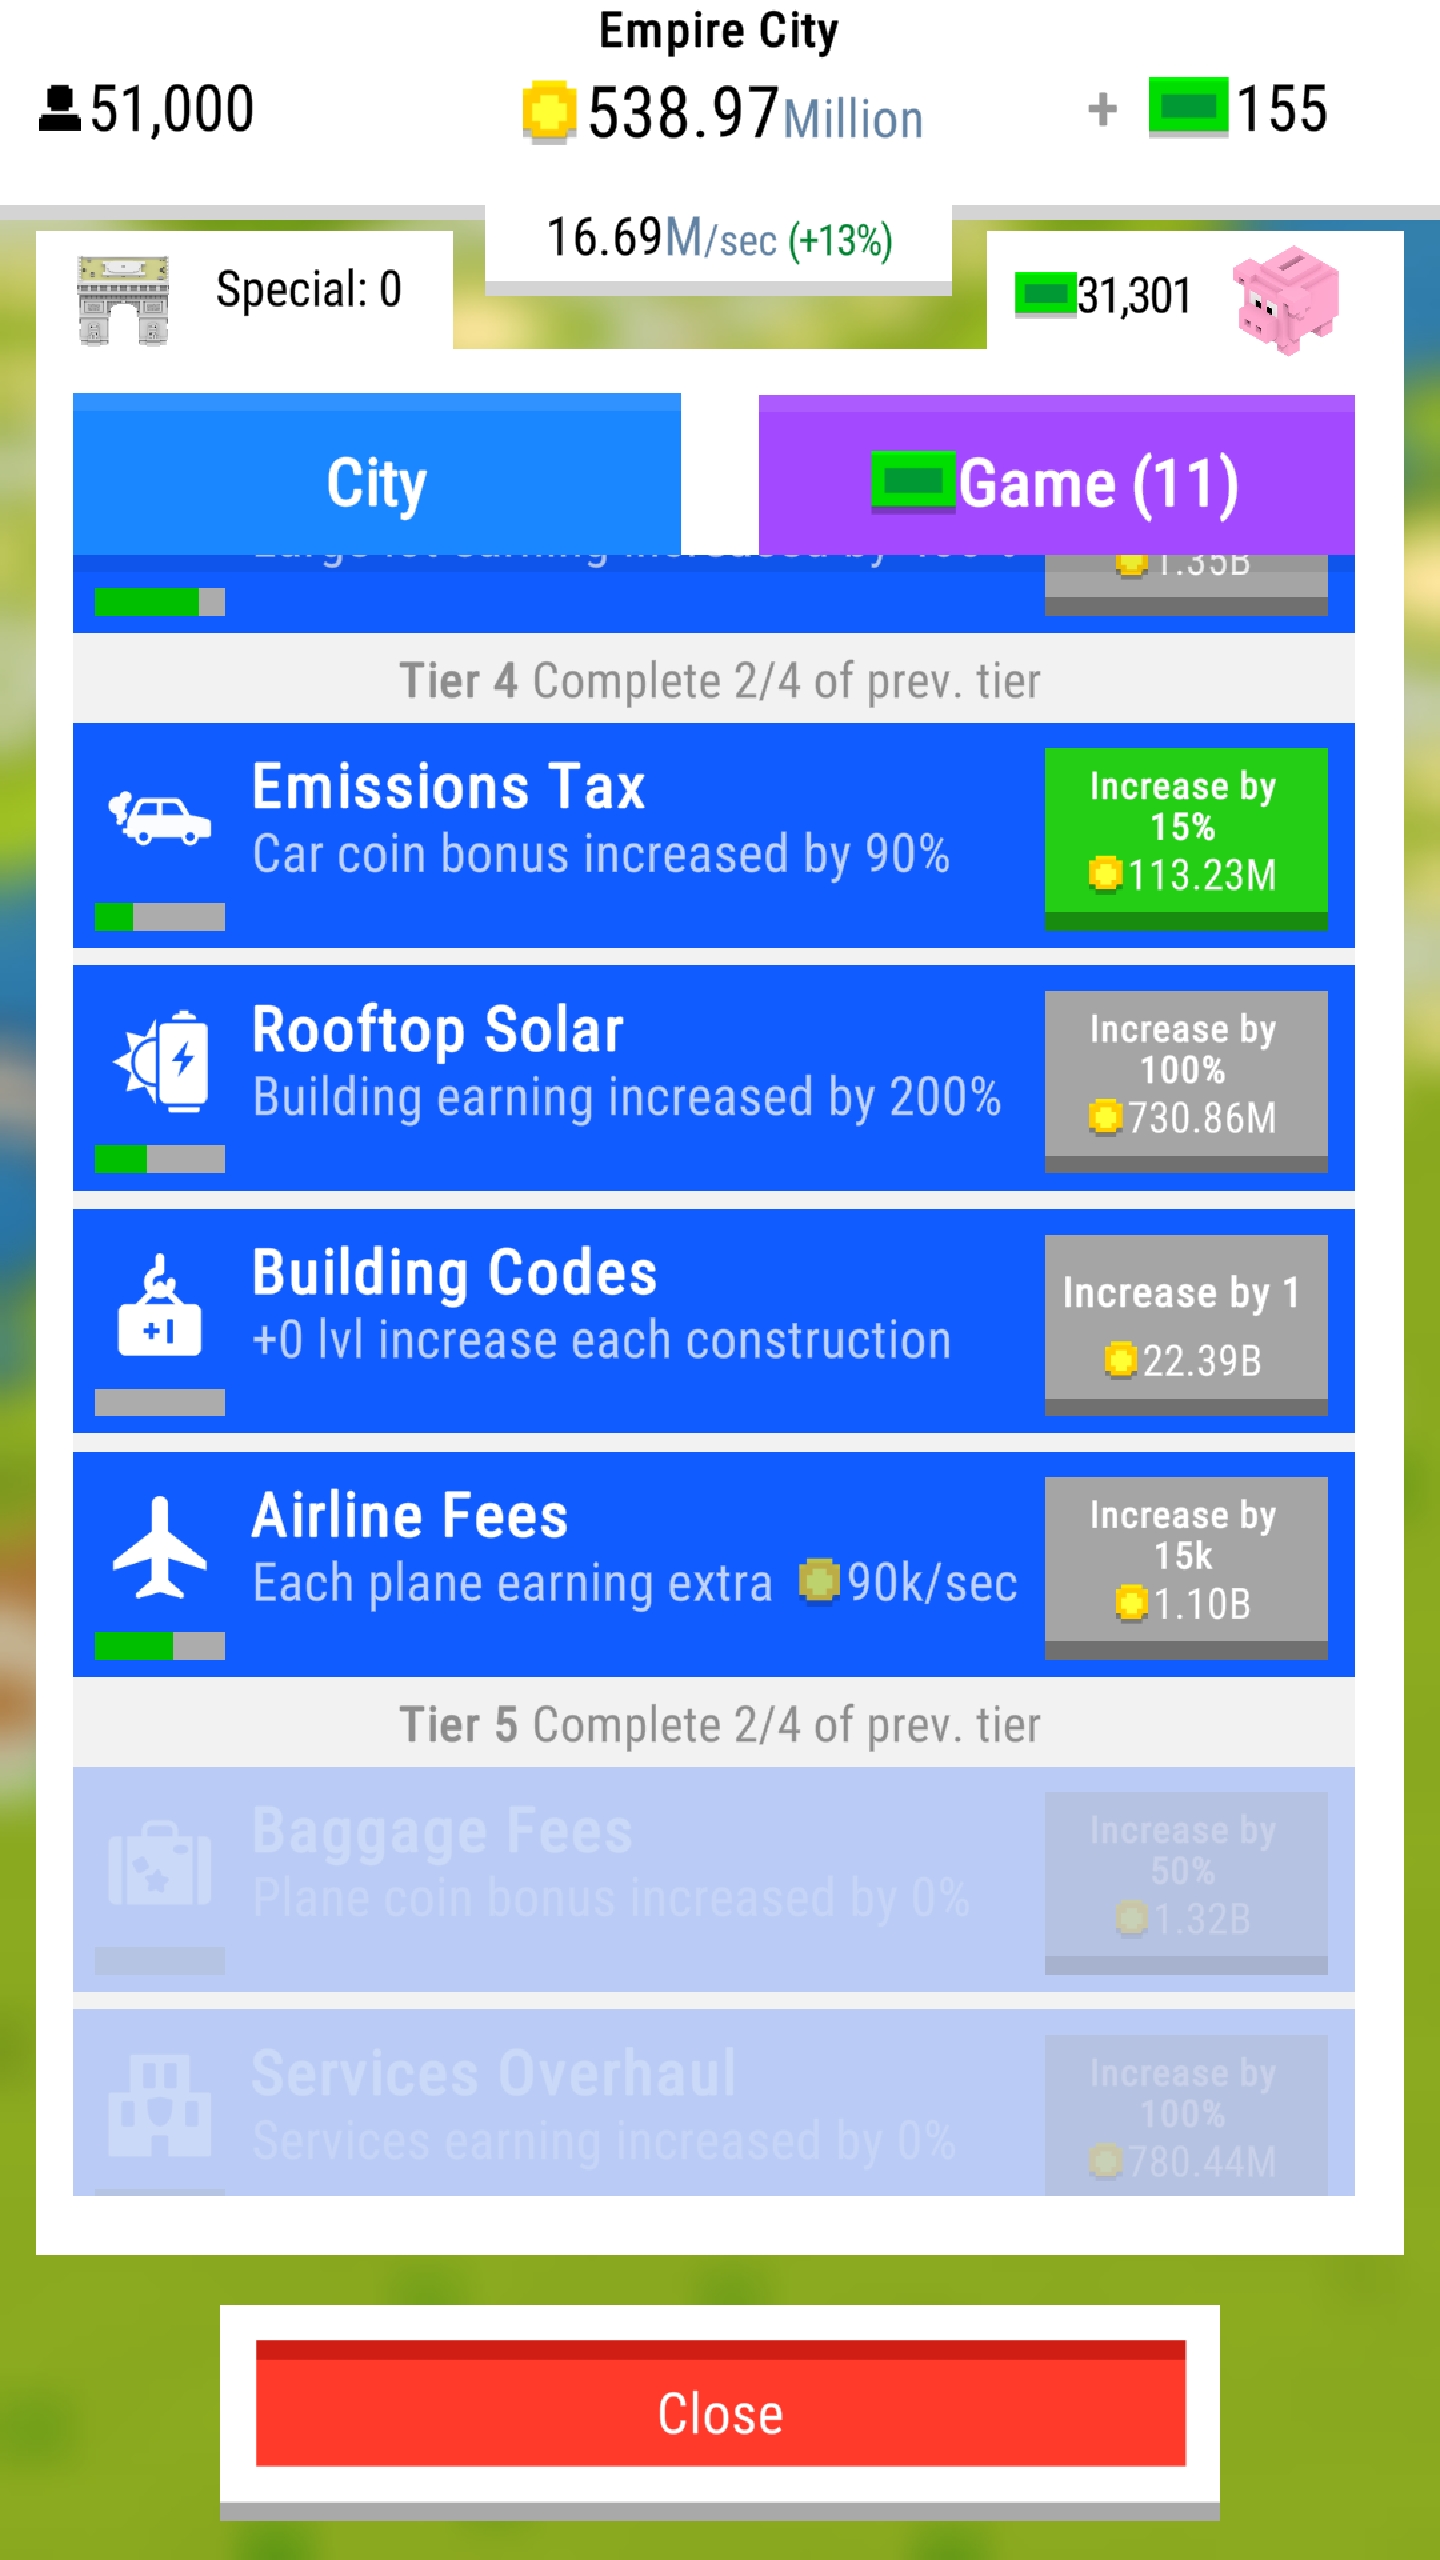 Empire City
51,000
538.97Million
+ 155
16.69M/sec (+13%)
Special: 0
31,301
City
Game (11)
1.35B
Tier 4 Complete 2/4 of prev. tier
Emissions Tax
Car coin bonus increased by 90%
Increase by
15%
113.23M
Rooftop Solar
Building earning increased by 200%
Increase by
100%
730.86M
Building Codes
+1
+0 lvl increase each construction
Increase by 1
22.39B
Airline Fees
Each plane earning extra 90k/sec
Increase by
15k
1.10B
Tier 5 Complete 2/4 of prev. tier
Baggage Fees
Plane coin bonus increased by 0%
Increase by
50%
1.32B
Services Overhaul
Services earning increased by 0%
Increase by
100%
780.44M
Close